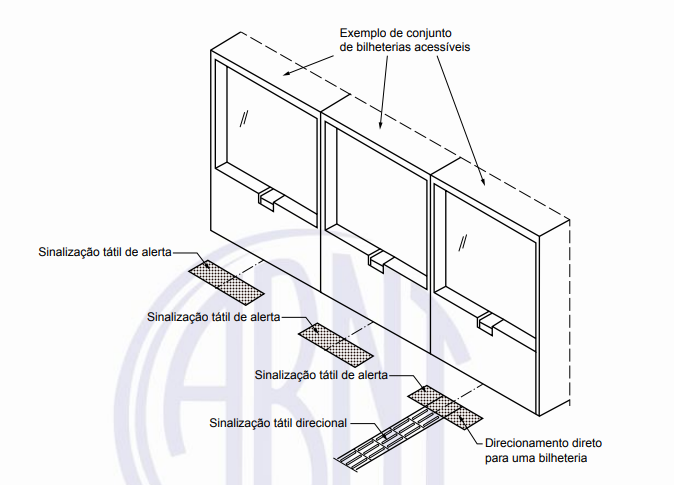 Exemplo de conjunto
de bilheterias acessíveis
Sinalização tátil de alerta
Sinalização tátil de alerta
Sinalização tátil de alerta
Sinalização tátil direcional
Direcionamento direto
para uma bilheteria
ABNT